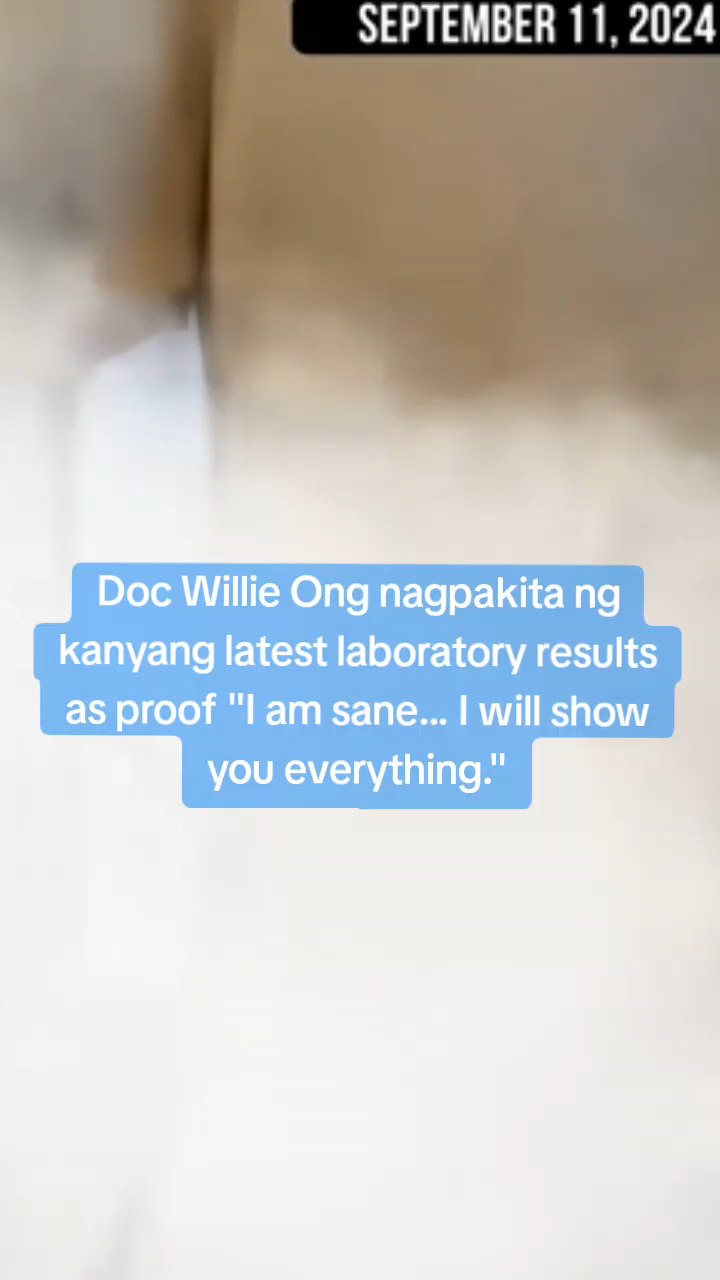 SEPTEMBER 11, 2024
Doc Willie Ong nagpakita ng
kanyang latest laboratory results
as proof "I am sane... I will show
you everything."